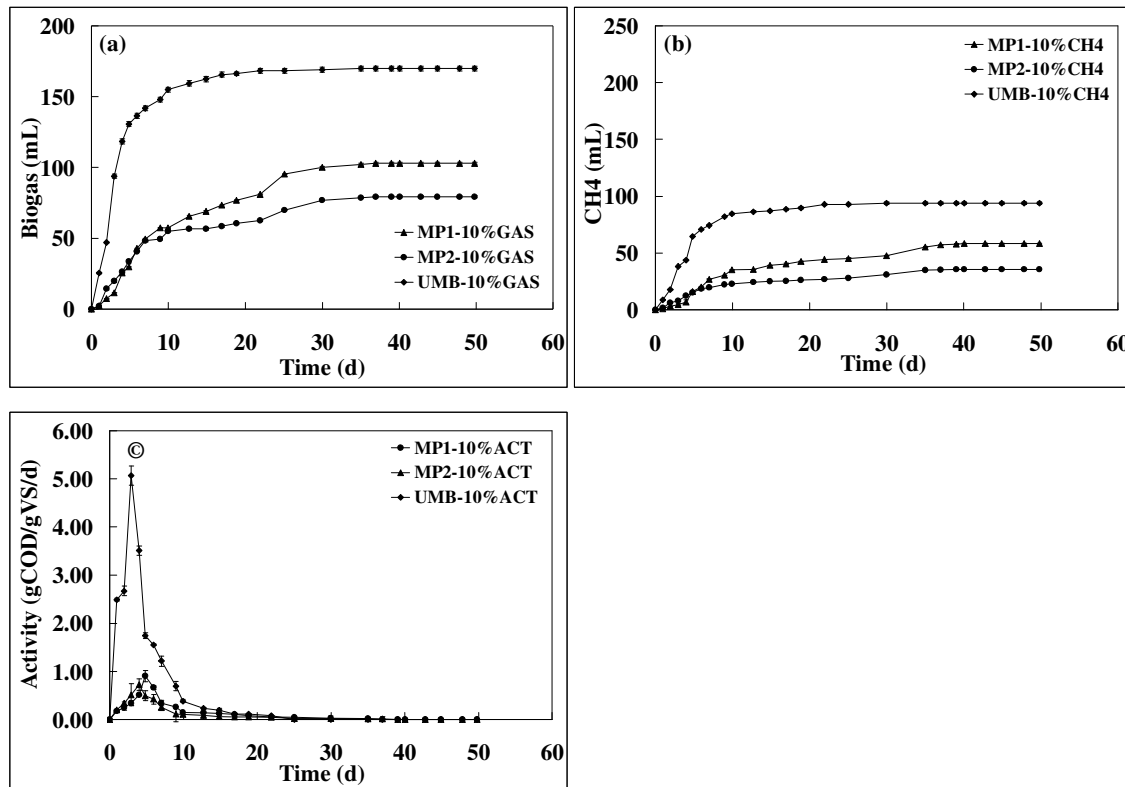 (a)
200
150
100
50
0
Biogas (mL)
MP1-10%GAS
MP2-10%GAS
UMB-10%GAS
0 10 20 30 40 50 60
Time (d)
(b)
250
200
150
100
50
0
CH4 (mL)
MP1-10%CH4
MP2-10%CH4
UMB-10%CH4
0 10 20 30 40 50 60
Time (d)
©
6.00
5.00
4.00
3.00
2.00
1.00
0.00
Activity (gCOD/gVS/d)
MP1-10%ACT
MP2-10%ACT
UMB-10%ACT
0 10 20 30 40 50 60
Time (d)